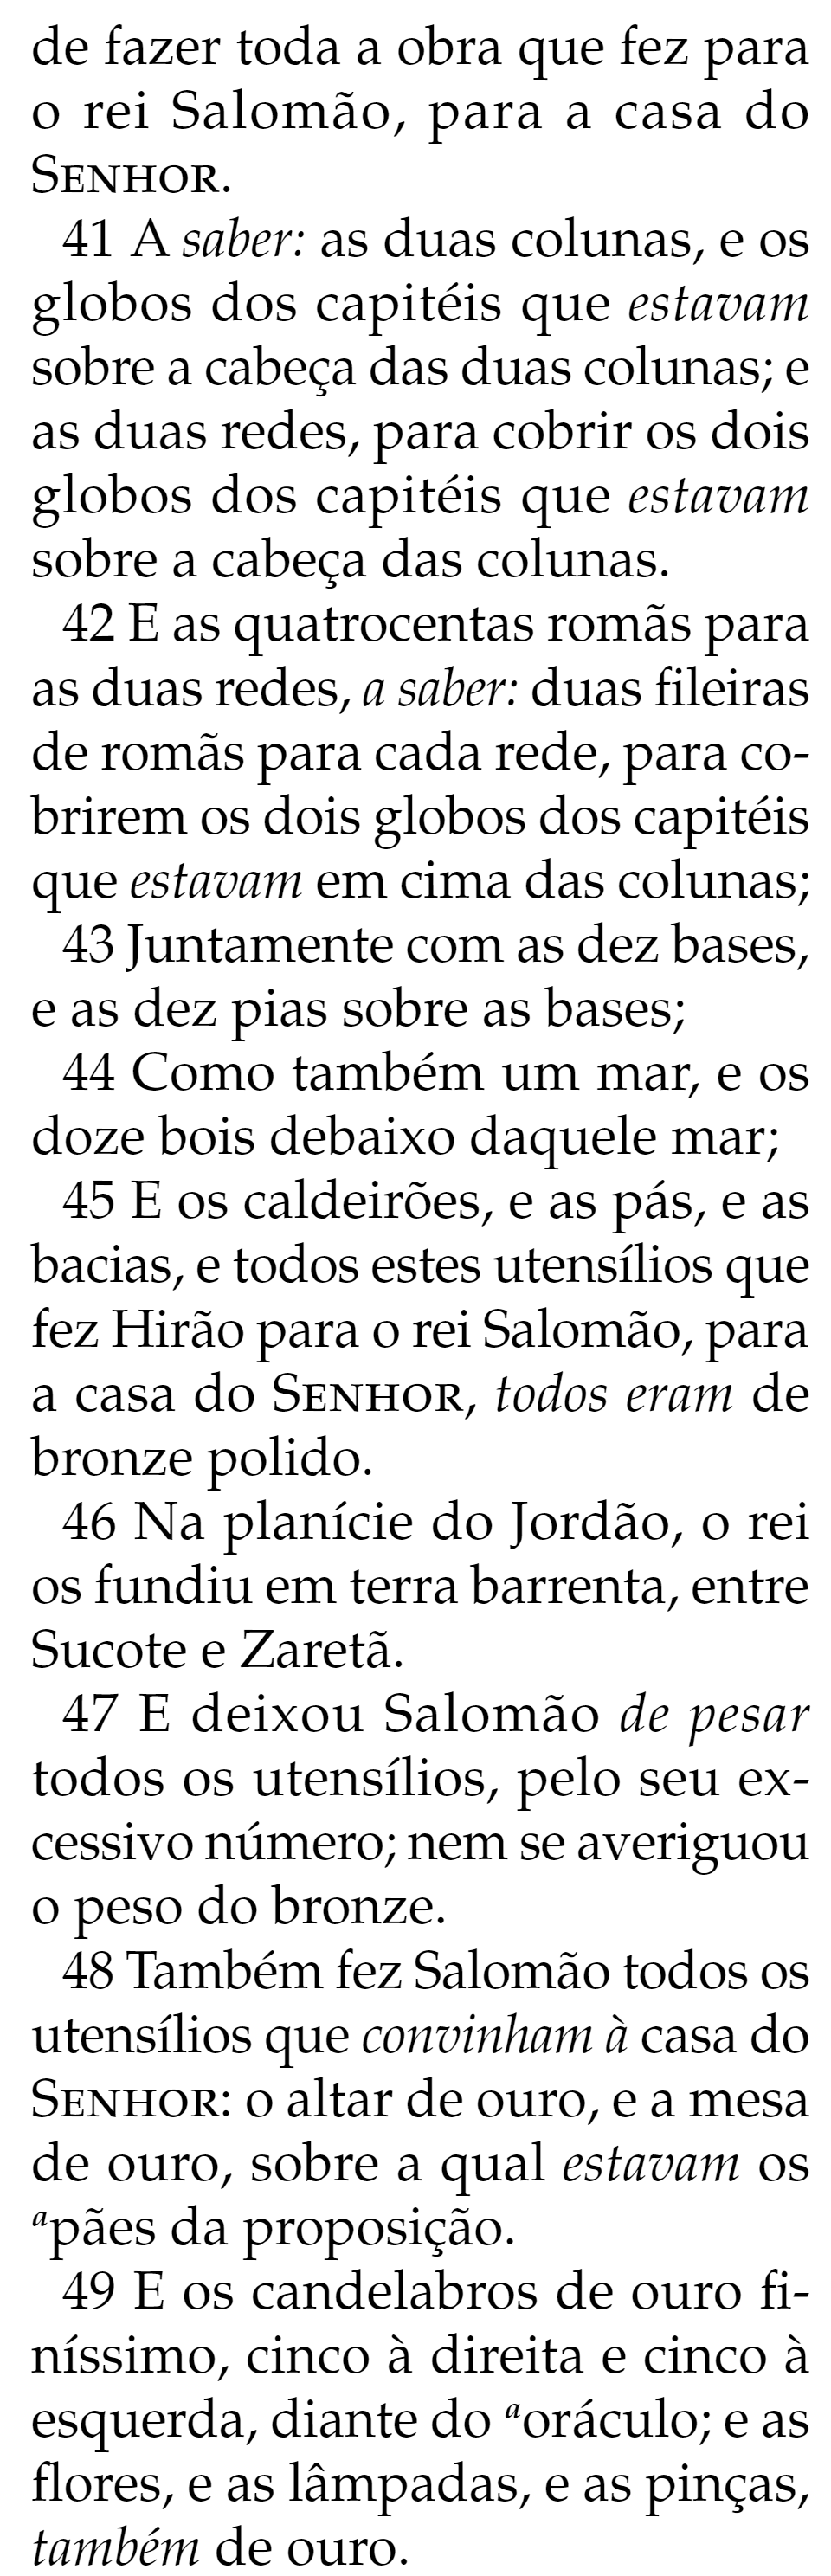 de fazer toda a obra que fez para
o rei Salomão, para a casa do
SENHOR.
41 A saber: as duas colunas, e os
globos dos capitéis que estavam
sobre a cabeça das duas colunas; e
as duas redes, para cobrir os dois
globos dos capitéis que estavam
sobre a cabeça das colunas.
42 E as quatrocentas romãs para
as duas redes, a saber: duas fileiras
de romãs para cada rede, para co-
brirem os dois globos dos capitéis
que estavam em cima das colunas;
43 Juntamente com as dez bases,
e as dez pias sobre as bases;
44 Como também um mar, e os
doze bois debaixo daquele mar;
45 E os caldeirões, e as pás, e as
bacias, e todos estes utensílios que
fez Hirão para o rei Salomão, para
a casa do SENHOR, todos eram de
bronze polido.
46 Na planície do Jordão, o rei
os fundiu em terra barrenta, entre
Sucote e Zaretã.
47 E deixou Salomão de pesar
todos os utensílios, pelo seu ex-
cessivo número; nem se averiguou
o peso do bronze.
48 Também fez Salomão todos os
utensílios que convinham à casa do
SENHOR: o altar de ouro, e a mesa
de ouro, sobre a qual estavam os
ᵃpães da proposição.
49 E os candelabros de ouro fi-
níssimo, cinco à direita e cinco à
esquerda, diante do ᵃoráculo; e as
flores, e as lâmpadas, e as pinças,
também de ouro.